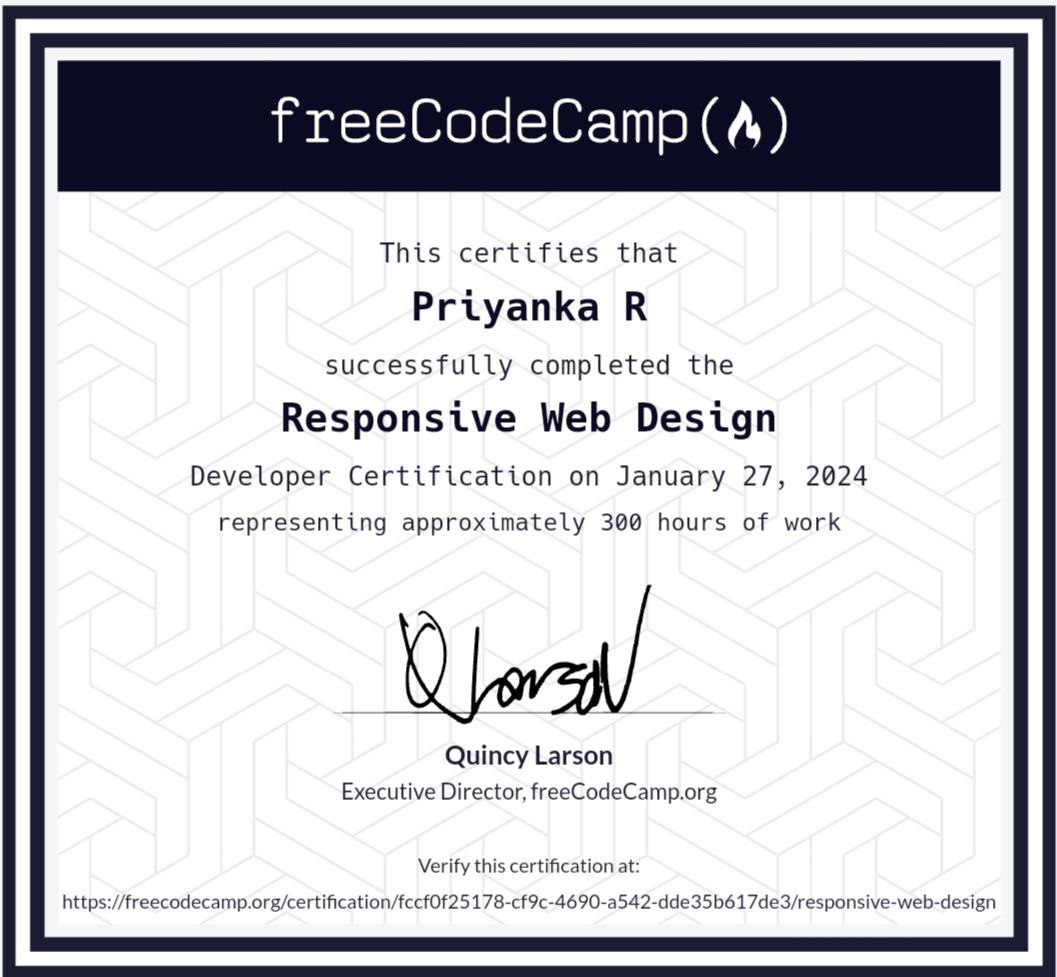 freeCodeCamp(🔥)
This certifies that
Priyanka R
successfully completed the
Responsive Web Design
Developer Certification on January 27, 2024
representing approximately 300 hours of work
Q Larson
Quincy Larson
Executive Director, freeCodeCamp.org
Verify this certification at:
https://freecodecamp.org/certification/fccf0f25178-cf9c-4690-a542-dde35b617de3/responsive-web-design